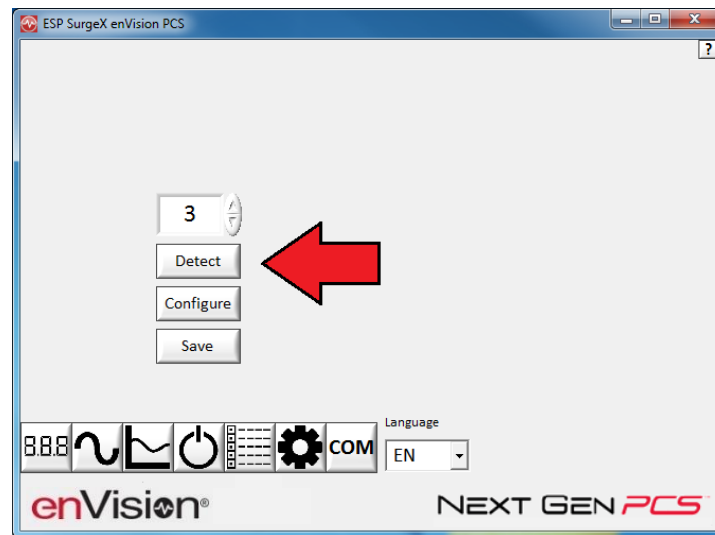 ESP SurgeX enVision PCS
?
3
Detect
Configure
Save
Language
8.8.8
COM
EN
enVision®
NEXT GEN PCS